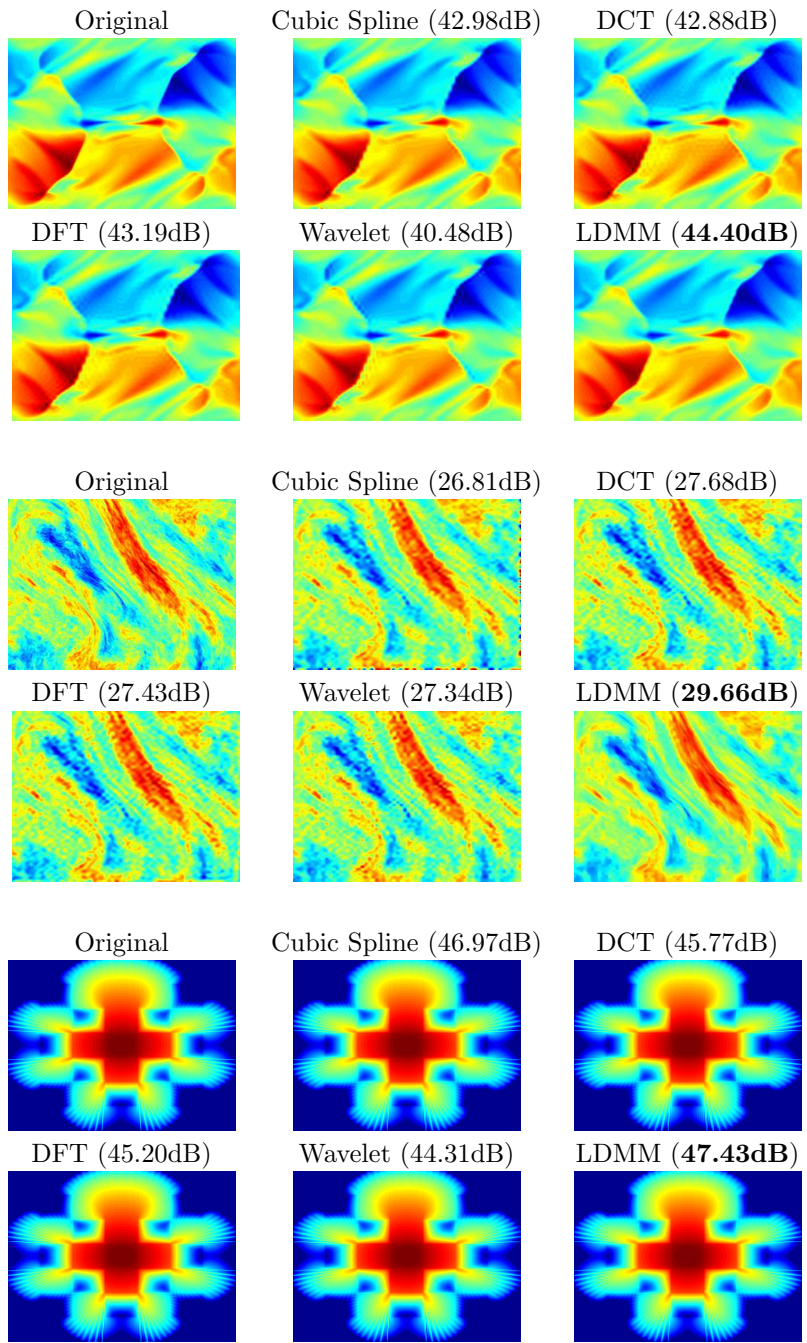 Original Cubic Spline (42.98dB) DCT (42.88dB)
DFT (43.19dB) Wavelet (40.48dB) LDMM (44.40dB)
Original Cubic Spline (26.81dB) DCT (27.68dB)
DFT (27.43dB) Wavelet (27.34dB) LDMM (29.66dB)
Original Cubic Spline (46.97dB) DCT (45.77dB)
DFT (45.20dB) Wavelet (44.31dB) LDMM (47.43dB)